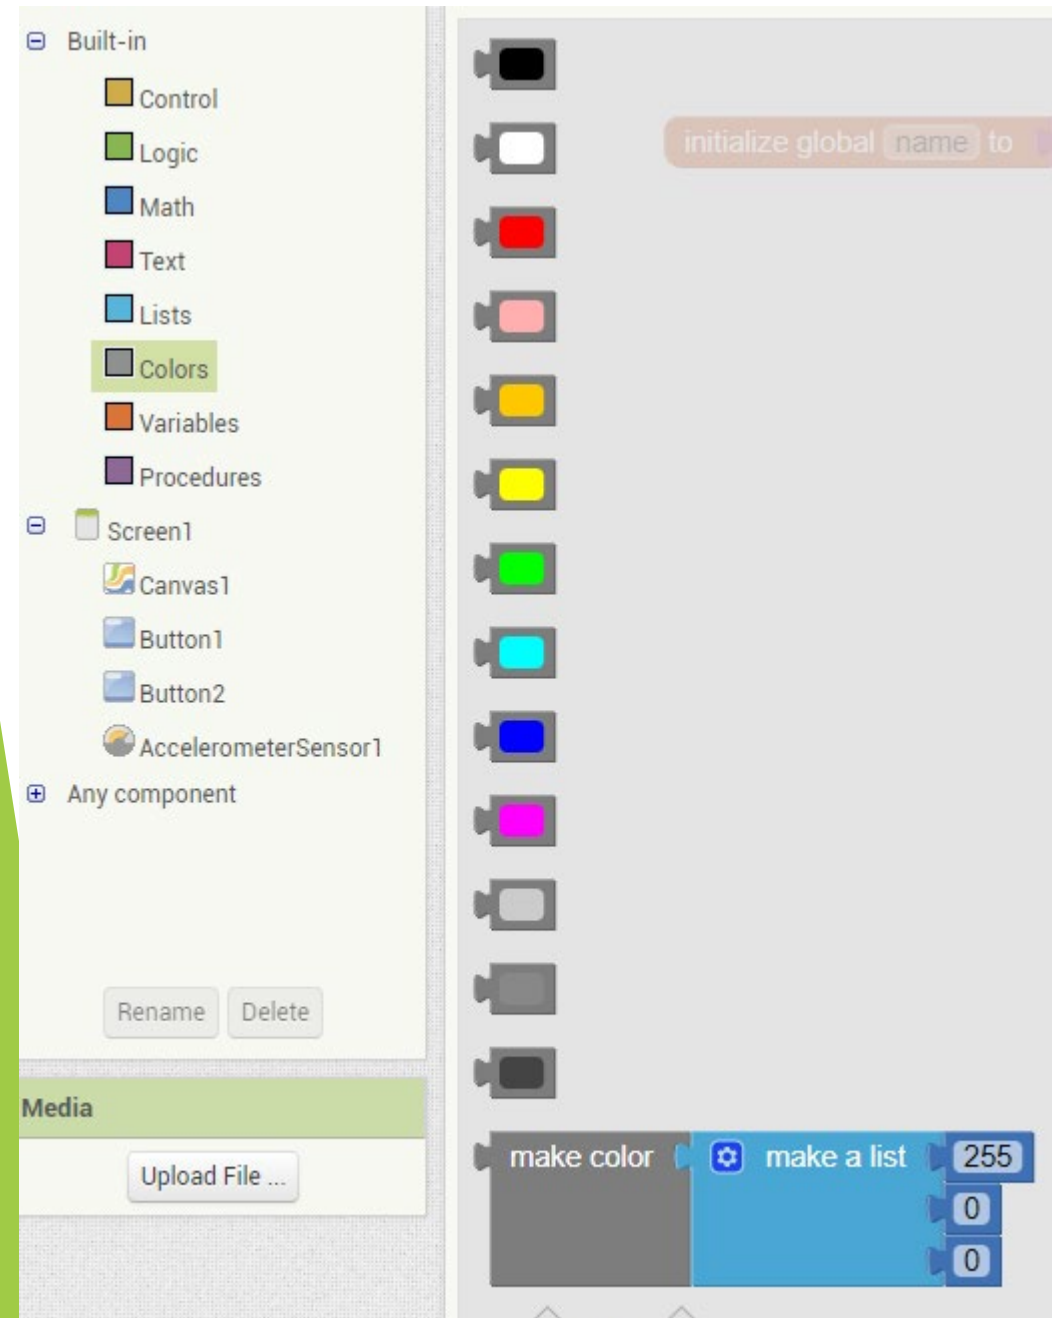 Built-in
Control
Logic
Math
Text
Lists
Colors
Variables
Procedures
Screen1
Canvas1
Button1
Button2
AccelerometerSensor1
Any component
Rename Delete
Media
Upload File ...
initialize global name to
make color make a list 255
0
0